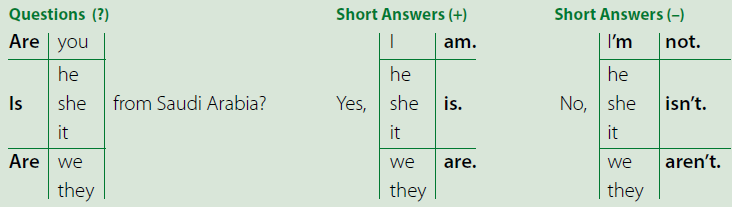 Questions (?) Short Answers (+) Short Answers (–)
Are you I am. I'm not.
he he he
Is she from Saudi Arabia? Yes, she is. No, she isn't.
it it it
Are we we are. we aren't.
they they they